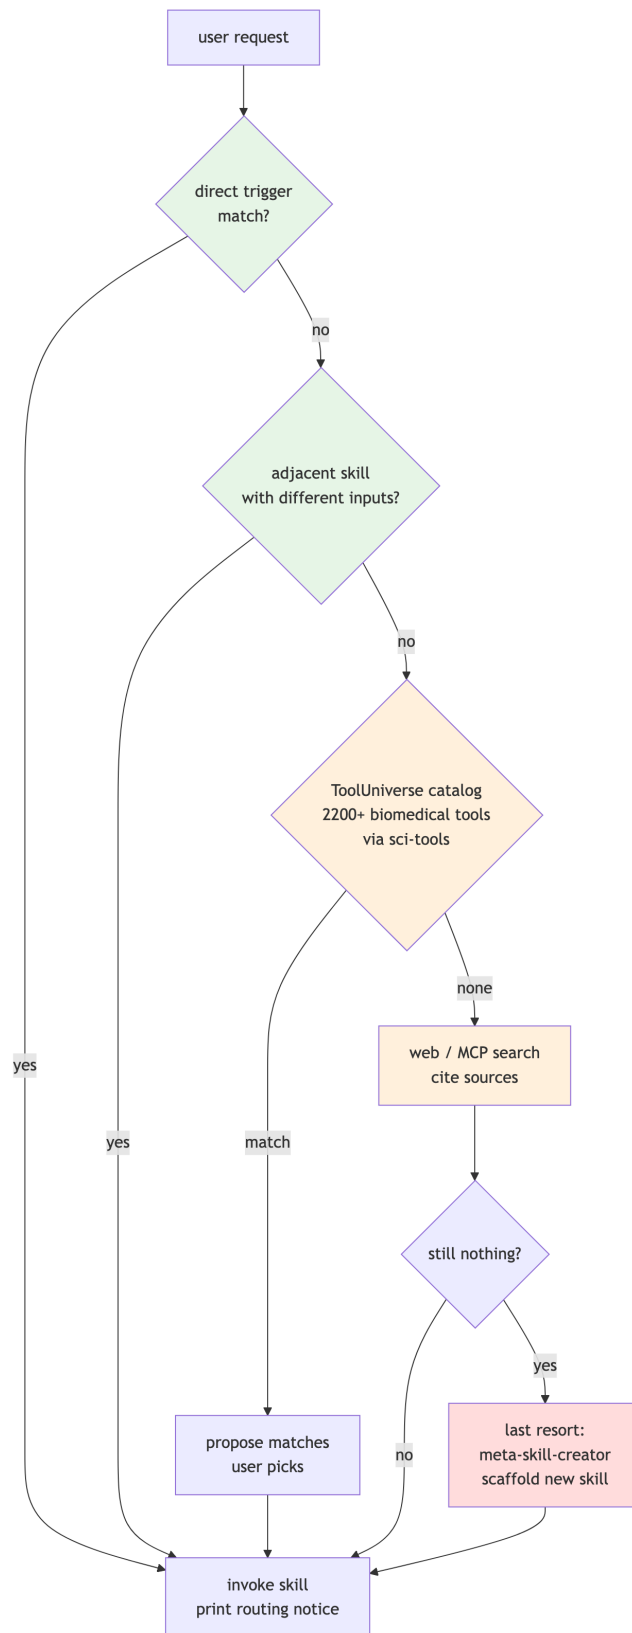 user request
direct trigger
match?
no
adjacent skill
with different inputs?
no
ToolUniverse catalog
2200+ biomedical tools
via sci-tools
none
web / MCP search
cite sources
yes
yes
match
still nothing?
yes
last resort:
meta-skill-creator
scaffold new skill
propose matches
user picks
no
invoke skill
print routing notice